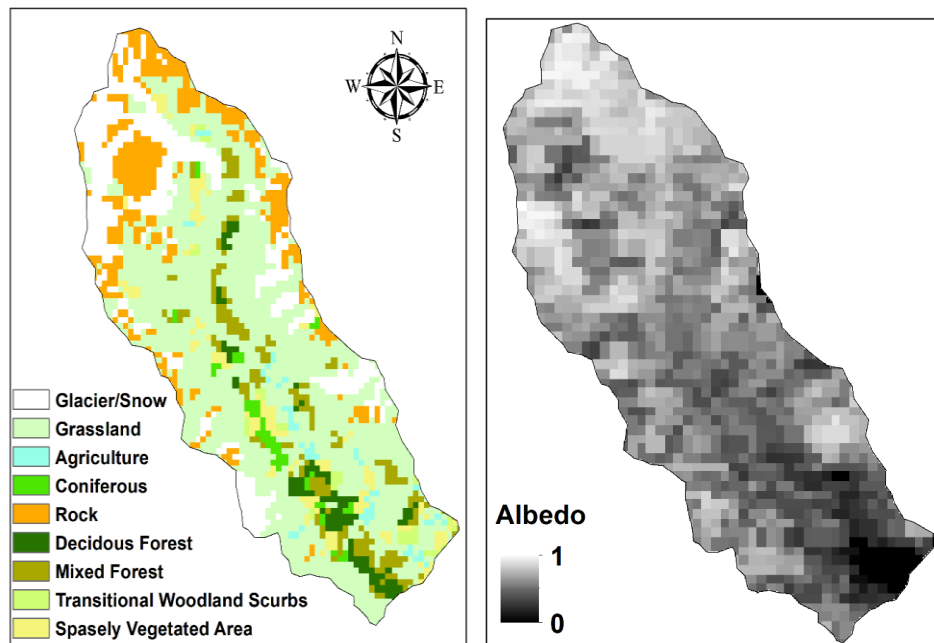 N
W E
S
Glacier/Snow
Grassland
Agriculture
Coniferous
Rock
Decidous Forest
Mixed Forest
Transitional Woodland Scurbs
Spasely Vegetated Area
Albedo
1
0